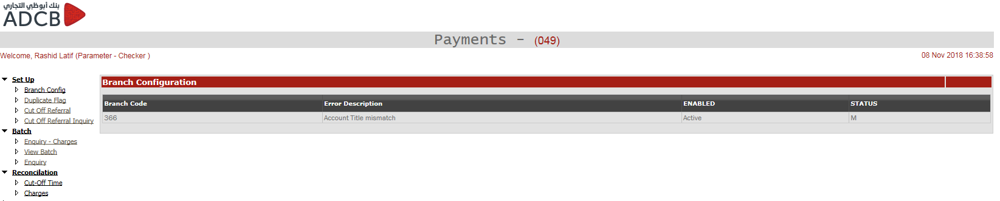 بنك أبوظبي التجاري
ADCB
Payments - (049)
Welcome, Rashid Latif (Parameter - Checker )
08 Nov 2018 16:38:58
Set Up
Branch Config
Duplicate Flag
Cut Off Referral
Cut Off Referral Inquiry
Batch
Enquiry - Charges
View Batch
Enquiry
Reconcilation
Cut-Off Time
Charges
Branch Configuration
Branch Code Error Description ENABLED STATUS
366 Account Title mismatch Active M